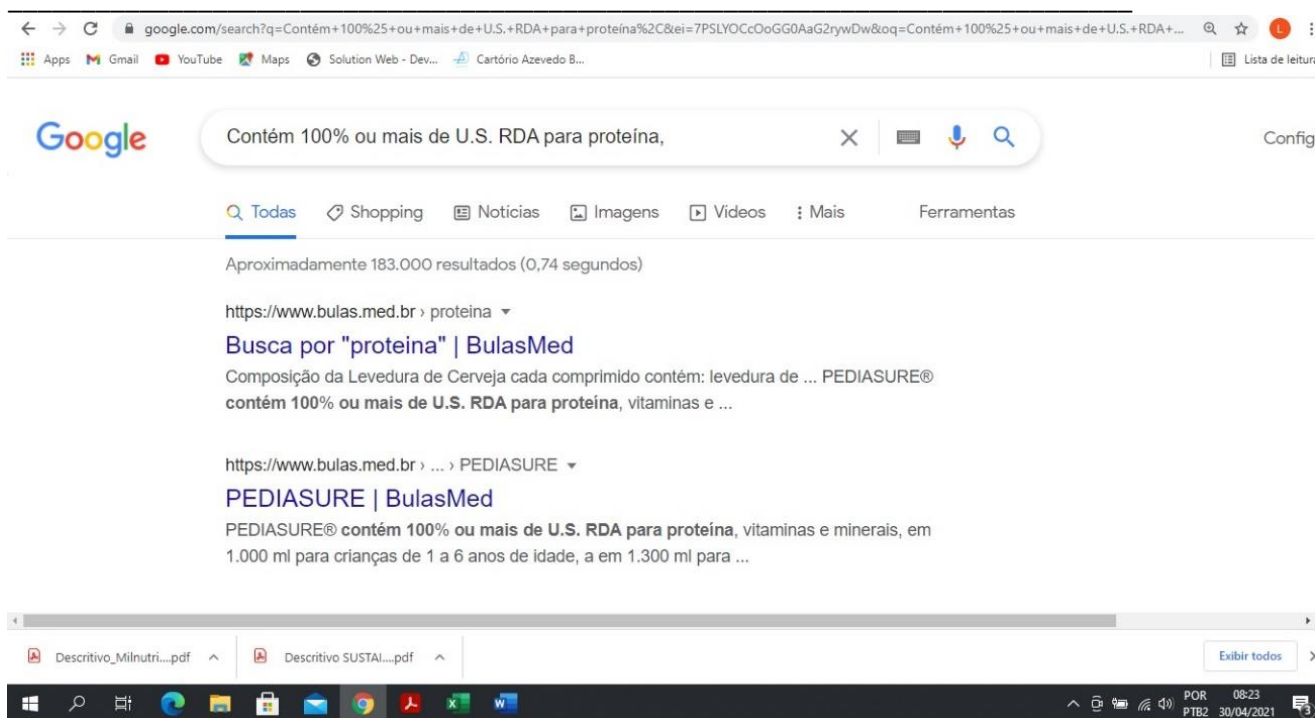 google.com/search?q=Contém+100%25+ou+mais+de+U.S.+RDA+para+proteína%2C&ei=7PSLYOCcOoGG0AaG2rywDw&oq=Contém+100%25+ou+mais+de+U.S.+RDA+...
Apps Gmail YouTube Maps Solution Web - Dev... Cartório Azevedo B... Lista de leitura
Google Contém 100% ou mais de U.S. RDA para proteína, Config
Todas Shopping Notícias Imagens Vídeos Mais Ferramentas
Aproximadamente 183.000 resultados (0,74 segundos)
https://www.bulas.med.br › proteina
Busca por "proteina" | BulasMed
Composição da Levedura de Cerveja cada comprimido contém: levedura de ... PEDIASURE®
contém 100% ou mais de U.S. RDA para proteína, vitaminas e ...
https://www.bulas.med.br › ... › PEDIASURE
PEDIASURE | BulasMed
PEDIASURE® contém 100% ou mais de U.S. RDA para proteína, vitaminas e minerais, em
1.000 ml para crianças de 1 a 6 anos de idade, a em 1.300 ml para ...
Descritivo_Milnutri....pdf Descritivo SUSTAI....pdf Exibir todos
POR 08:23
PTB2 30/04/2021 3